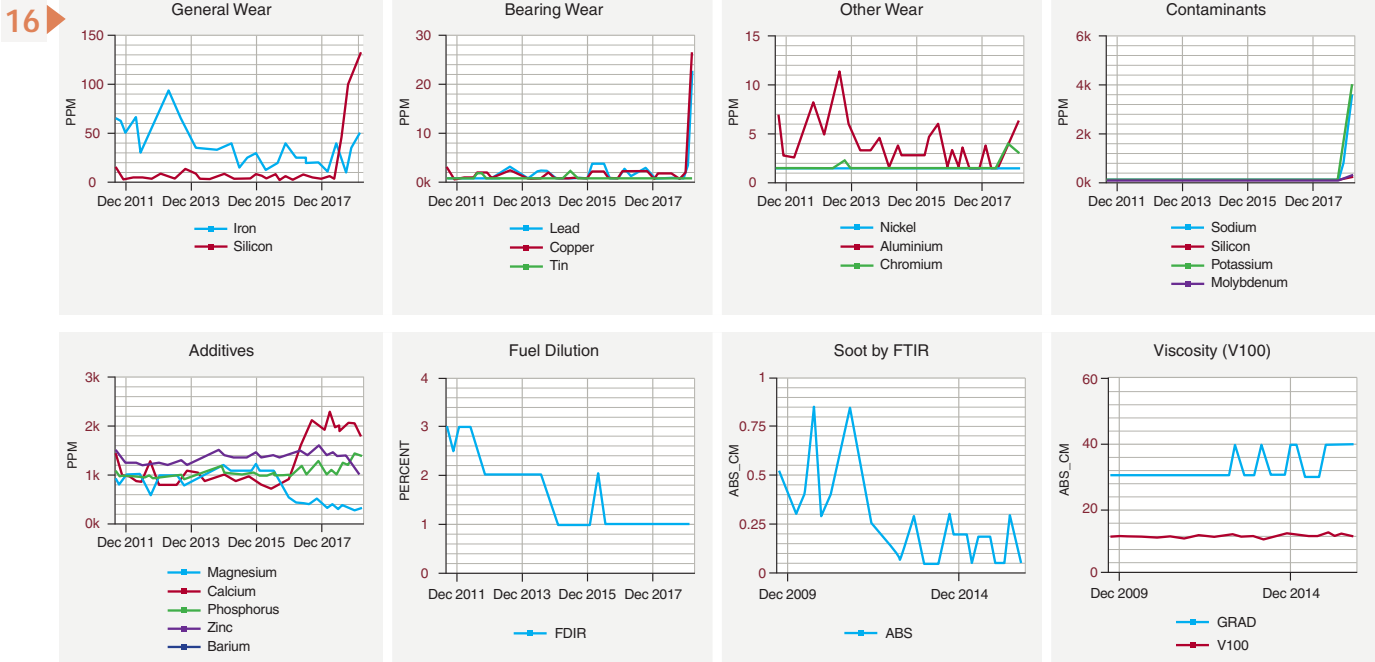 16
General Wear
150
100
50
0
PPM
Dec 2011 Dec 2013 Dec 2015 Dec 2017
Iron
Silicon
Bearing Wear
30
20
10
0k
PPM
Dec 2011 Dec 2013 Dec 2015 Dec 2017
Lead
Copper
Tin
Other Wear
15
10
5
0
PPM
Dec 2011 Dec 2013 Dec 2015 Dec 2017
Nickel
Aluminium
Chromium
Contaminants
6k
4k
2k
0k
PPM
Dec 2011 Dec 2013 Dec 2015 Dec 2017
Sodium
Silicon
Potassium
Molybdenum
Additives
3k
2k
1k
0k
PPM
Dec 2011 Dec 2013 Dec 2015 Dec 2017
Magnesium
Calcium
Phosphorus
Zinc
Barium
Fuel Dilution
4
3
2
1
0
PERCENT
Dec 2011 Dec 2013 Dec 2015 Dec 2017
FDIR
Soot by FTIR
1
0.75
0.5
0.25
0
ABS_CM
Dec 2009 Dec 2014
ABS
Viscosity (V100)
60
40
20
0
ABS_CM
Dec 2009 Dec 2014
GRAD
V100